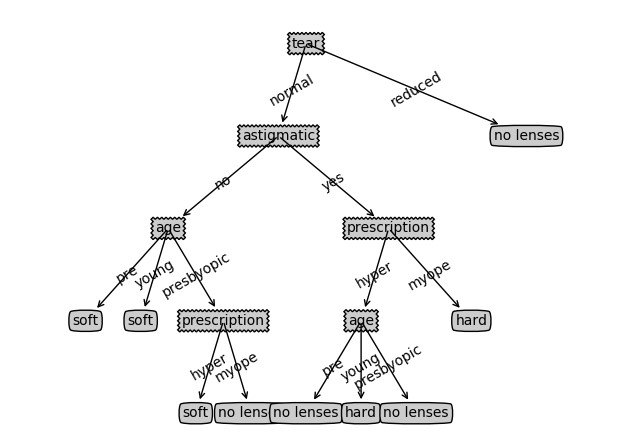 tear
normal
reduced
astigmatic
no lenses
no
yes
age
prescription
pre
young
presbyopic
hyper
myope
soft
soft
prescription
age
hard
hyper
myope
pre
young
presbyopic
soft
no lenses
no lenses
hard
no lenses